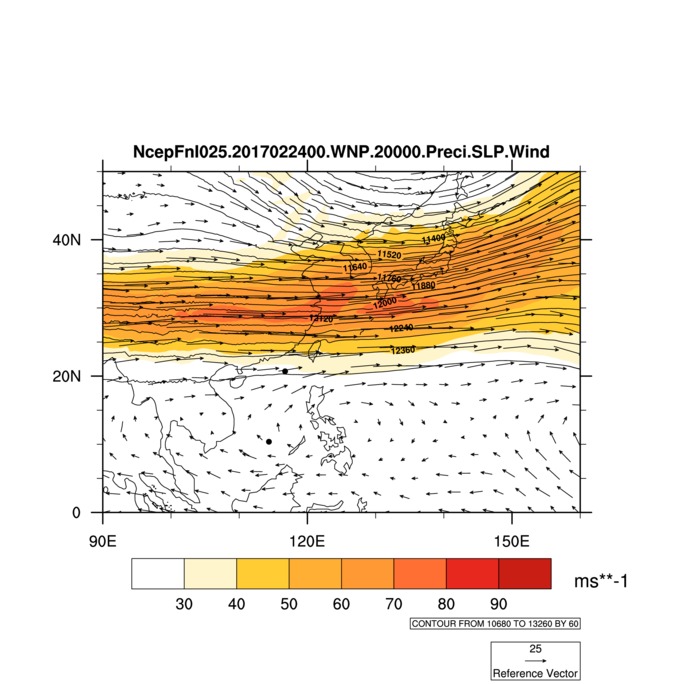 NcepFnl025.2017022400.WNP.20000.Preci.SLP.Wind
40N
20N
0
11400
11520
11640
11760
11880
12000
12120
12240
12360
90E 120E 150E
30 40 50 60 70 80 90
ms**-1
CONTOUR FROM 10680 TO 13260 BY 60
25
Reference Vector